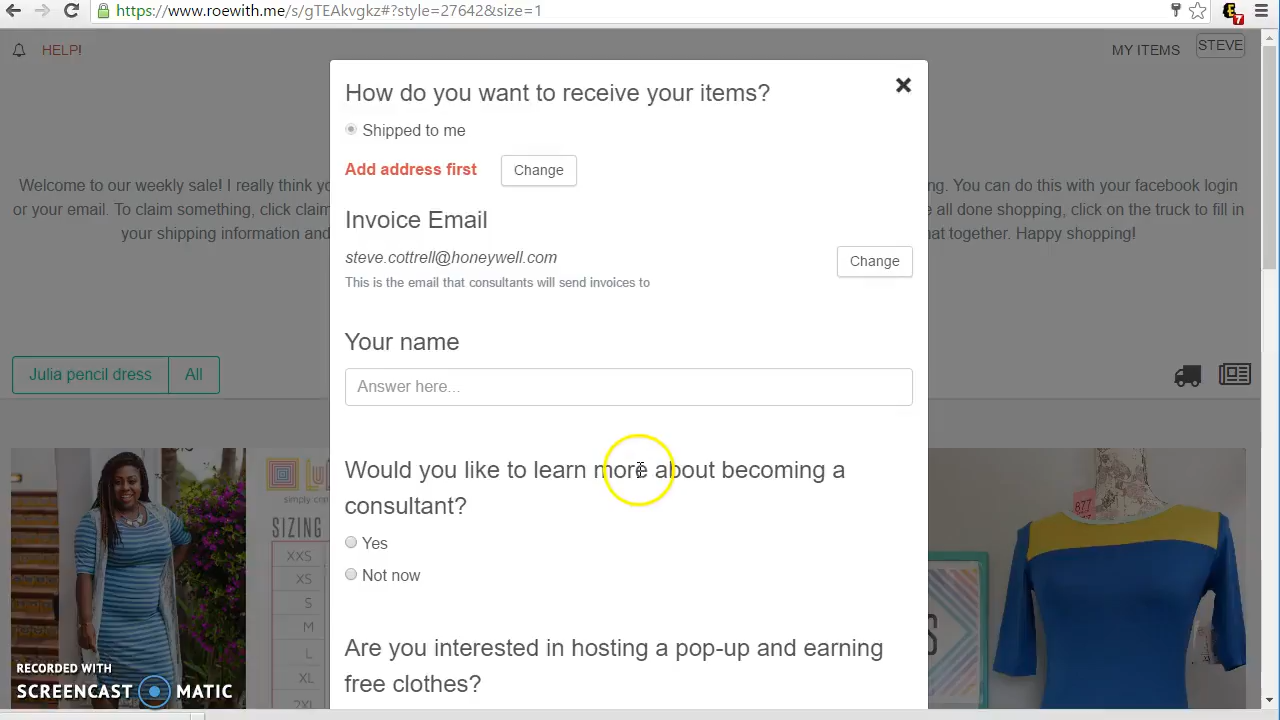 https://www.roewith.me/s/gTEAkvgkz#?style=27642&size=1
7
HELP!
MY ITEMS
STEVE
How do you want to receive your items?
Shipped to me
Add address first
Change
Welcome to our weekly sale! I really think yo
ng. You can do this with your facebook login
or your email. To claim something, click claim
e all done shopping, click on the truck to fill in
your shipping information and
hat together. Happy shopping!
Invoice Email
steve.cottrell@honeywell.com
Change
This is the email that consultants will send invoices to
Your name
Answer here...
Julia pencil dress
All
Would you like to learn more about becoming a
consultant?
Yes
Not now
Are you interested in hosting a pop-up and earning
free clothes?
simply com
SIZING
XXS
XS
S
M
L
XL
2XL
877
S
RECORDED WITH
SCREENCAST MATIC